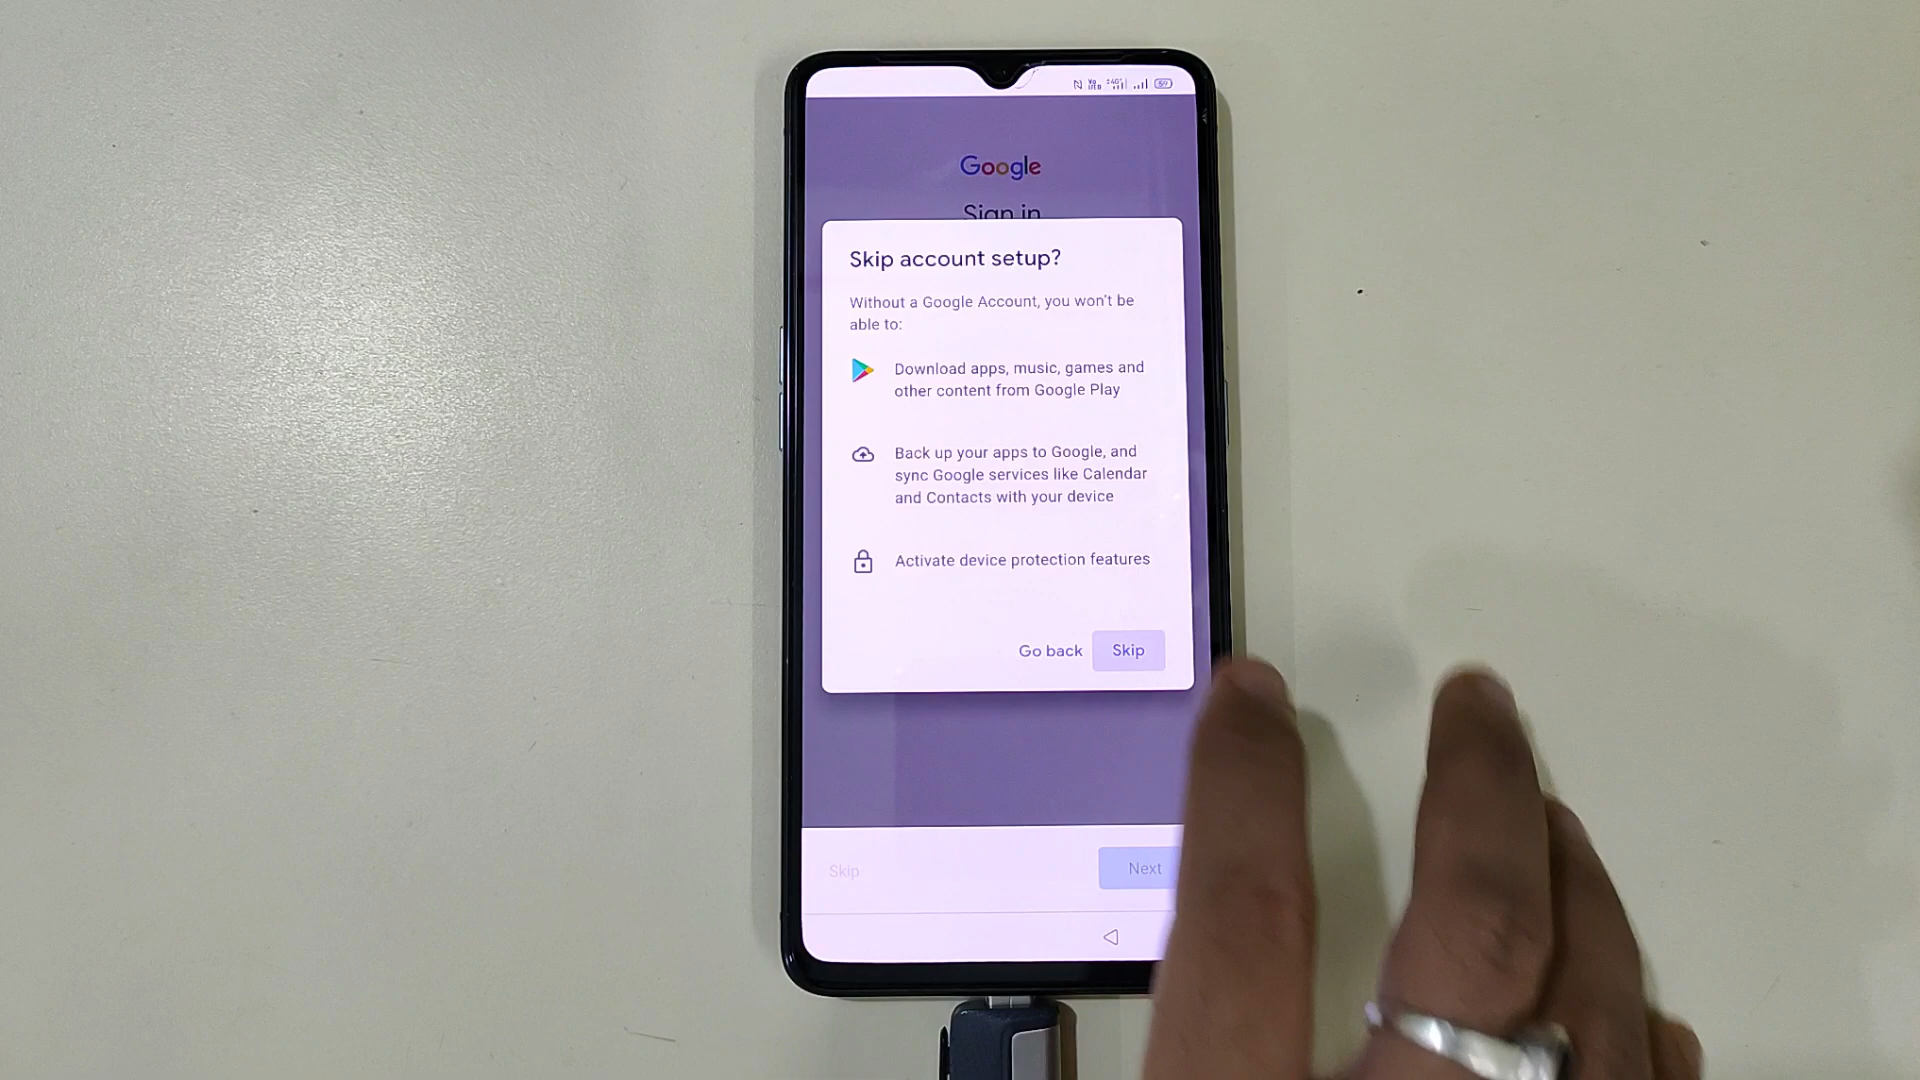 Google
Sign in
Skip account setup?
Without a Google Account, you won't be
able to:
Download apps, music, games and
other content from Google Play
Back up your apps to Google, and
sync Google services like Calendar
and Contacts with your device
Activate device protection features
Go back Skip
Skip Next